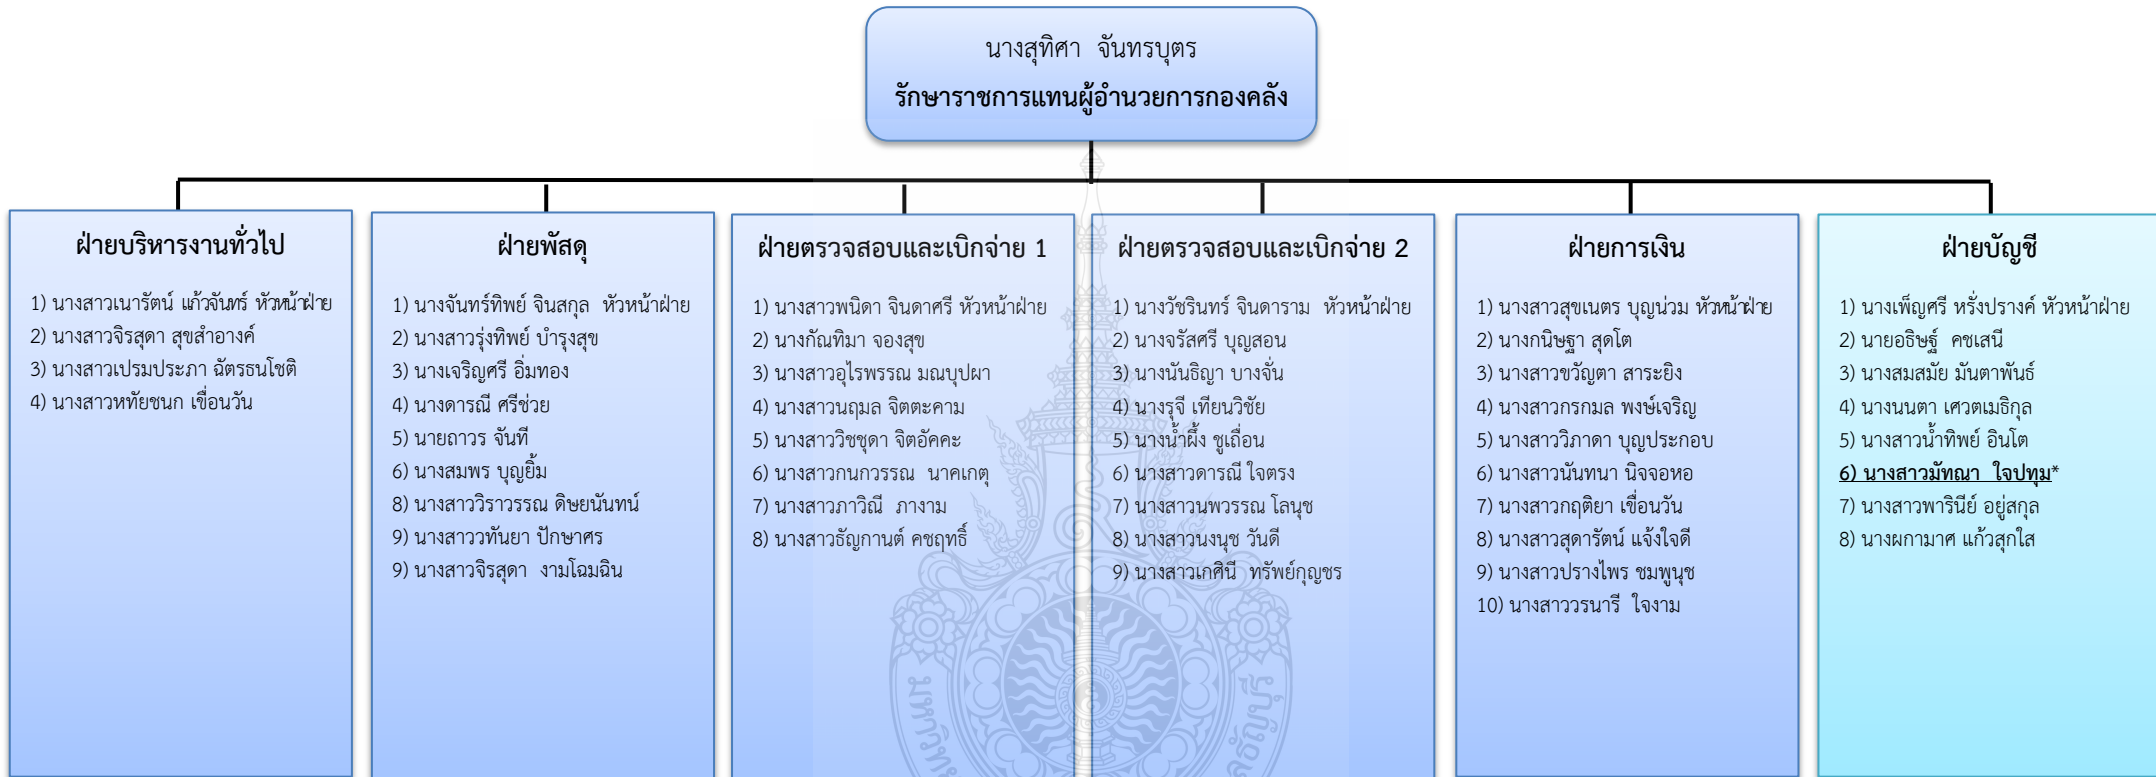 นางสุทิศา  จันทรบุตร
รักษาราชการแทนผู้อำนวยการกองคลัง
ฝ่ายบริหารงานทั่วไป
1) นางสาวเนารัตน์ แก้วจันทร์ หัวหน้าฝ่าย
2) นางสาวจิรสุดา สุขสำอางค์
3) นางสาวเปรมประภา ฉัตรธนโชติ
4) นางสาวหทัยชนก เขื่อนวัน
ฝ่ายพัสดุ
1) นางจันทร์ทิพย์ จินสกุล  หัวหน้าฝ่าย
2) นางสาวรุ่งทิพย์ บำรุงสุข
3) นางเจริญศรี อิ่มทอง
4) นางดารณี ศรีช่วย
5) นายถาวร จันที
6) นางสมพร บุญยิ้ม
8) นางสาววิราวรรณ ดิษยนันทน์
9) นางสาววทันยา ปักษาศร
9) นางสาวจิรสุดา  งามโฉมฉิน
ฝ่ายตรวจสอบและเบิกจ่าย 1
1) นางสาวพนิดา จินดาศรี หัวหน้าฝ่าย
2) นางกัณทิมา จองสุข
3) นางสาวอุไรพรรณ มณบุปผา
4) นางสาวนฤมล จิตตะคาม
5) นางสาววิชชุดา จิตอัคคะ
6) นางสาวกนกวรรณ  นาคเกตุ
7) นางสาวภาวิณี  ภางาม
8) นางสาวธัญกานต์ คชฤทธิ์
ฝ่ายตรวจสอบและเบิกจ่าย 2
1) นางวัชรินทร์ จินดาราม  หัวหน้าฝ่าย
2) นางจรัสศรี บุญสอน
3) นางนันธิญา บางจั่น
4) นางรุจี เทียนวิชัย
5) นางน้ำผึ้ง ชูเถื่อน
6) นางสาวดารณี ใจตรง
7) นางสาวนพวรรณ โลนุช
8) นางสาวนงนุช วันดี
9) นางสาวเกศินี  ทรัพย์กุญชร
ฝ่ายการเงิน
1) นางสาวสุขเนตร บุญน่วม หัวหน้าฝ่าย
2) นางกนิษฐา สุดโต
3) นางสาวขวัญตา สาระยิง
4) นางสาวกรกมล พงษ์เจริญ
5) นางสาววิภาดา บุญประกอบ
6) นางสาวนันทนา นิจจอหอ
7) นางสาวกฤติยา เขื่อนวัน
8) นางสาวสุดารัตน์ แจ้งใจดี
9) นางสาวปรางไพร ชมพูนุช
10) นางสาววรนารี  ใจงาม
ฝ่ายบัญชี
1) นางเพ็ญศรี หรั่งปรางค์ หัวหน้าฝ่าย
2) นายอธิษฐ์  คชเสนี
3) นางสมสมัย มันตาพันธ์
4) นางนนตา เศวตเมธิกุล
5) นางสาวน้ำทิพย์ อินโต
6) นางสาวมัทณา  ใจปทุม*
7) นางสาวพารินีย์ อยู่สกุล
8) นางผกามาศ แก้วสุกใส